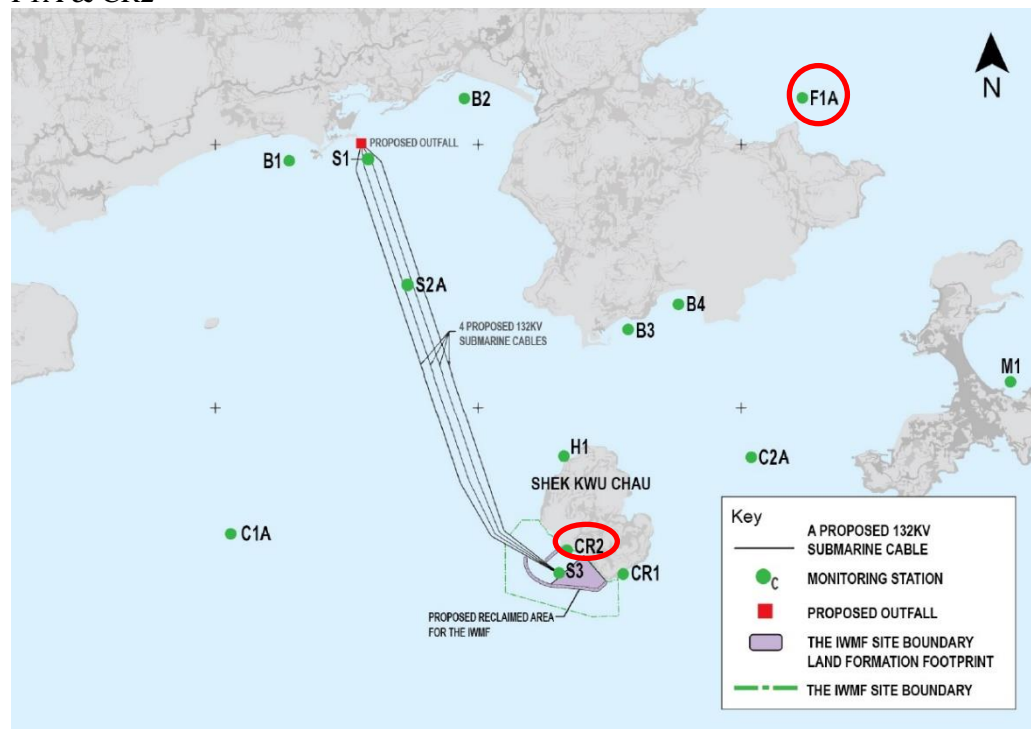 F1A & CR2
N
F1A
B2
PROPOSED OUTFALL
B1
S1
S2A
B4
4 PROPOSED 132KV
SUBMARINE CABLES
B3
M1
H1
C2A
SHEK KWU CHAU
C1A
CR2
S3
CR1
PROPOSED RECLAIMED AREA
FOR THE IWMF
Key
A PROPOSED 132KV
SUBMARINE CABLE
C
MONITORING STATION
PROPOSED OUTFALL
THE IWMF SITE BOUNDARY
LAND FORMATION FOOTPRINT
THE IWMF SITE BOUNDARY